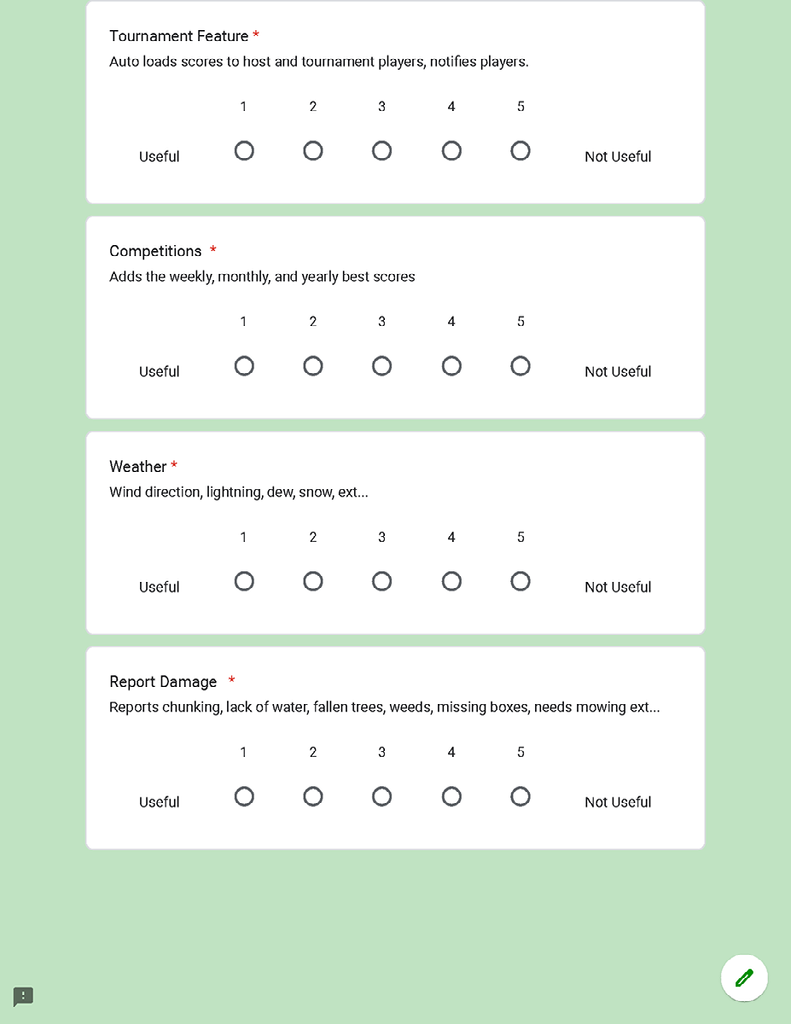 Tournament Feature *
Auto loads scores to host and tournament players, notifies players.
1 2 3 4 5
Useful Not Useful
Competitions *
Adds the weekly, monthly, and yearly best scores
1 2 3 4 5
Useful Not Useful
Weather *
Wind direction, lightning, dew, snow, ext...
1 2 3 4 5
Useful Not Useful
Report Damage *
Reports chunking, lack of water, fallen trees, weeds, missing boxes, needs mowing ext...
1 2 3 4 5
Useful Not Useful